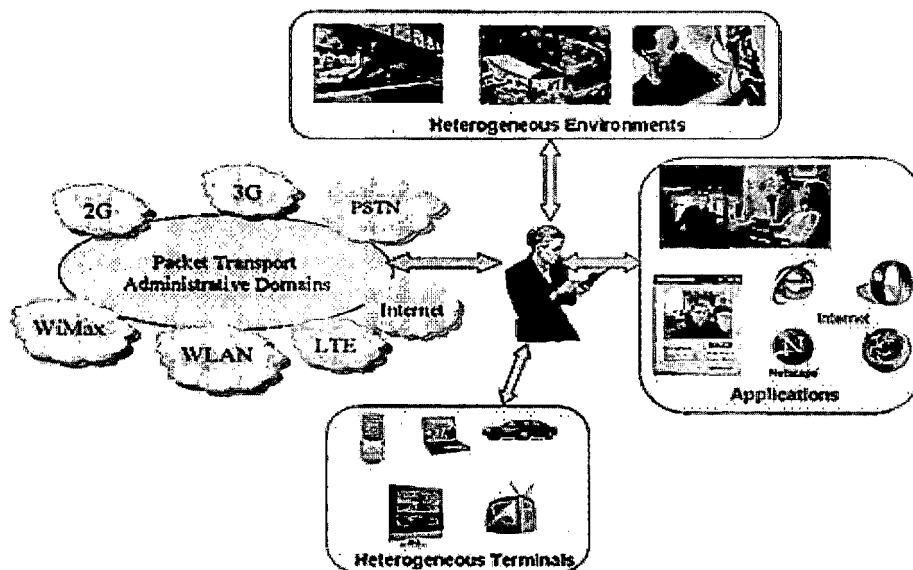 Heterogeneous Environments
2G
3G
PSTN
Packet Transport
Administrative Domains
Internet
WiMax
WLAN
LTE
Internet
Netscape
Applications
Heterogeneous Terminals